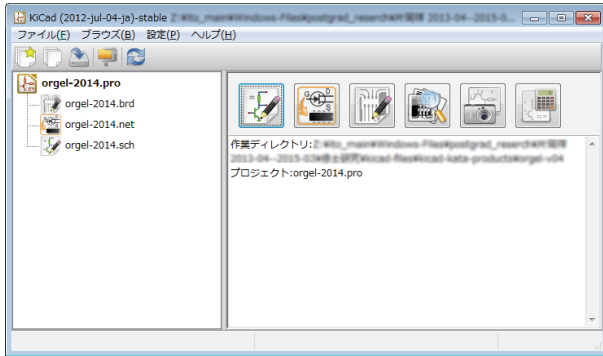 KiCad (2012-jul-04-ja)-stable
ファイル(F) ブラウズ(B) 設定(P) ヘルプ(H)
orgel-2014.pro
orgel-2014.brd
orgel-2014.net
orgel-2014.sch
作業ディレクトリ:
プロジェクト:orgel-2014.pro